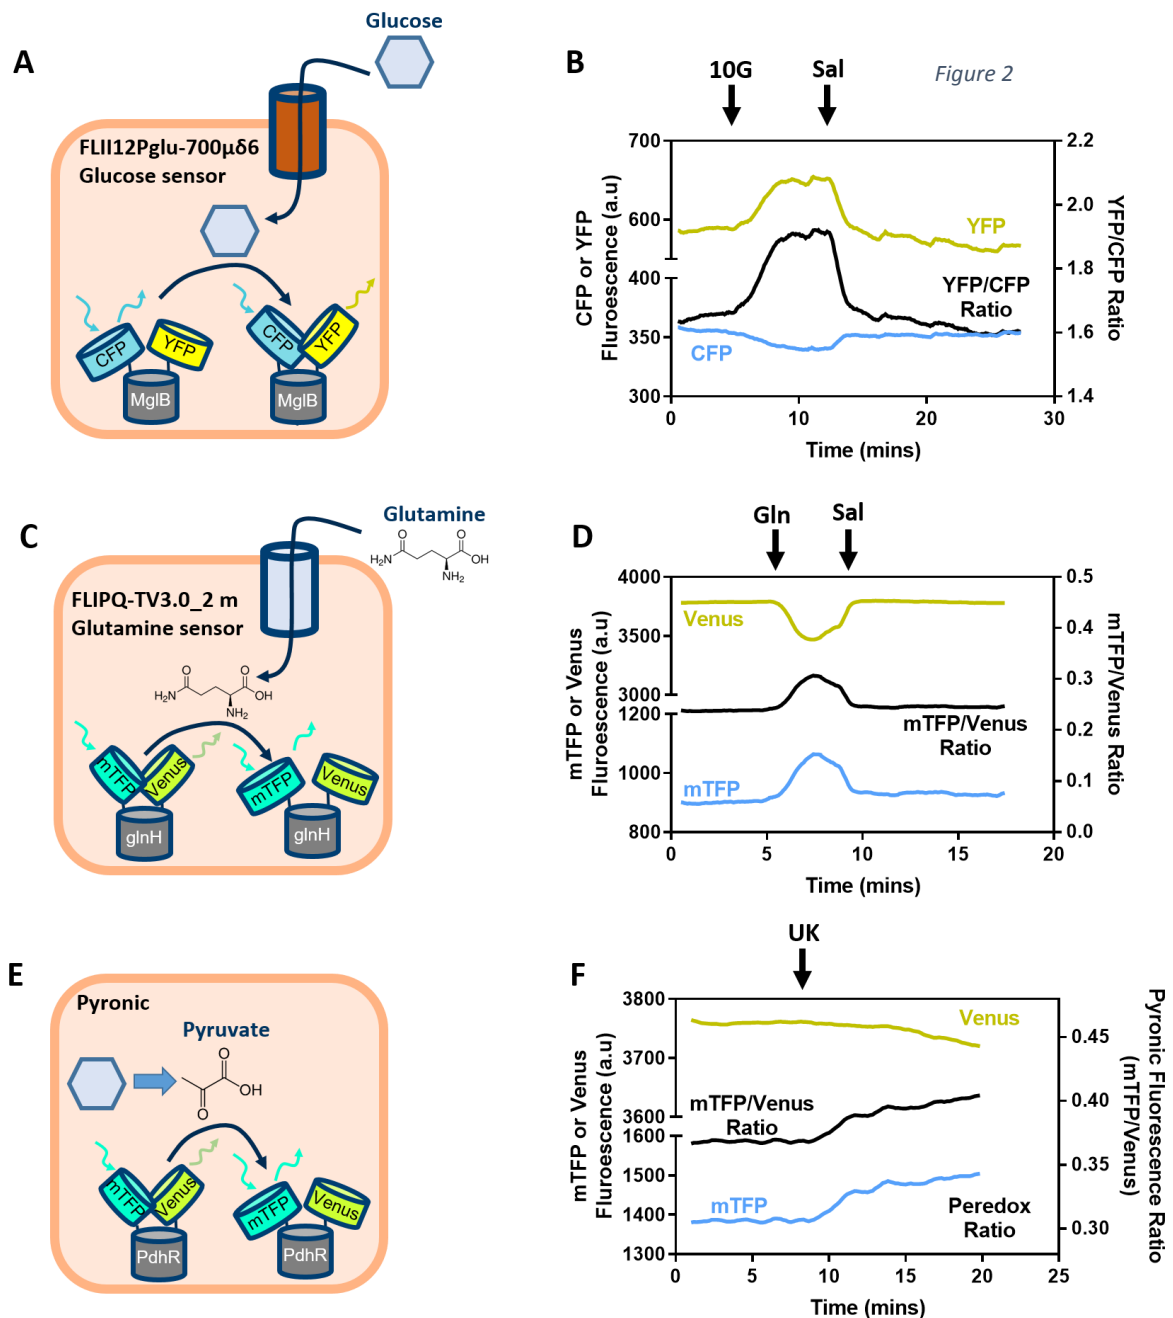 Glucose
A
FLII12Pglu-700µδ6
Glucose sensor
CFP
YFP
MglB
CFP
YFP
MglB
B
10G
Sal
Figure 2
700
600
400
350
300
CFP or YFP
Fluroescence (a.u)
2.2
2.0
1.8
1.6
1.4
YFP/CFP Ratio
YFP
YFP/CFP
Ratio
CFP
0
10
20
30
Time (mins)
C
Glutamine
O
O
H₂N
OH
NH₂
FLIPQ-TV3.0_2 m
Glutamine sensor
O
O
H₂N
OH
NH₂
mTFP
Venus
glnH
mTFP
Venus
glnH
D
Gln
Sal
4000
3500
3000
1200
1000
800
mTFP or Venus
Fluroescence (a.u)
0.5
0.4
0.3
0.2
0.1
0.0
mTFP/Venus Ratio
Venus
mTFP/Venus
Ratio
mTFP
0
5
10
15
20
Time (mins)
E
Pyronic
Pyruvate
O
OH
O
mTFP
Venus
PdhR
mTFP
Venus
PdhR
F
UK
3800
3700
3600
1600
1500
1400
1300
mTFP or Venus
Fluroescence (a.u)
0.45
0.40
0.35
0.30
Pyronic Fluorescence Ratio
(mTFP/Venus)
Venus
mTFP/Venus
Ratio
mTFP
Peredox
Ratio
0
5
10
15
20
25
Time (mins)